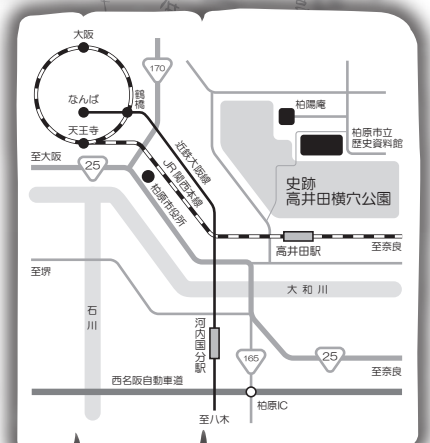 大阪
170
なんば
鶴橋
天王寺
柏陽庵
柏原市立
歴史資料館
至大阪
25
近鉄大阪線
JR関西本線
柏原市役所
史跡
高井田横穴公園
高井田駅
至奈良
至堺
大和川
石川
河内国分駅
165
25
至奈良
西名阪自動車道
柏原IC
至八木